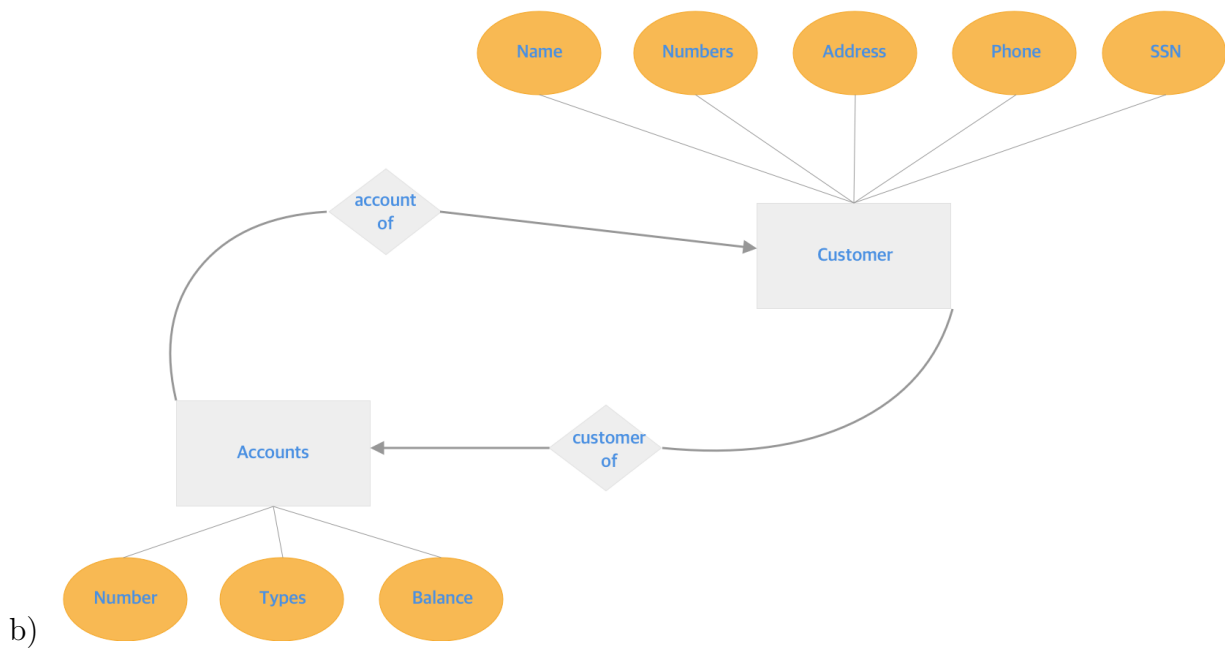 Name
Numbers
Address
Phone
SSN
account
of
Customer
Accounts
customer
of
Number
Types
Balance
b)